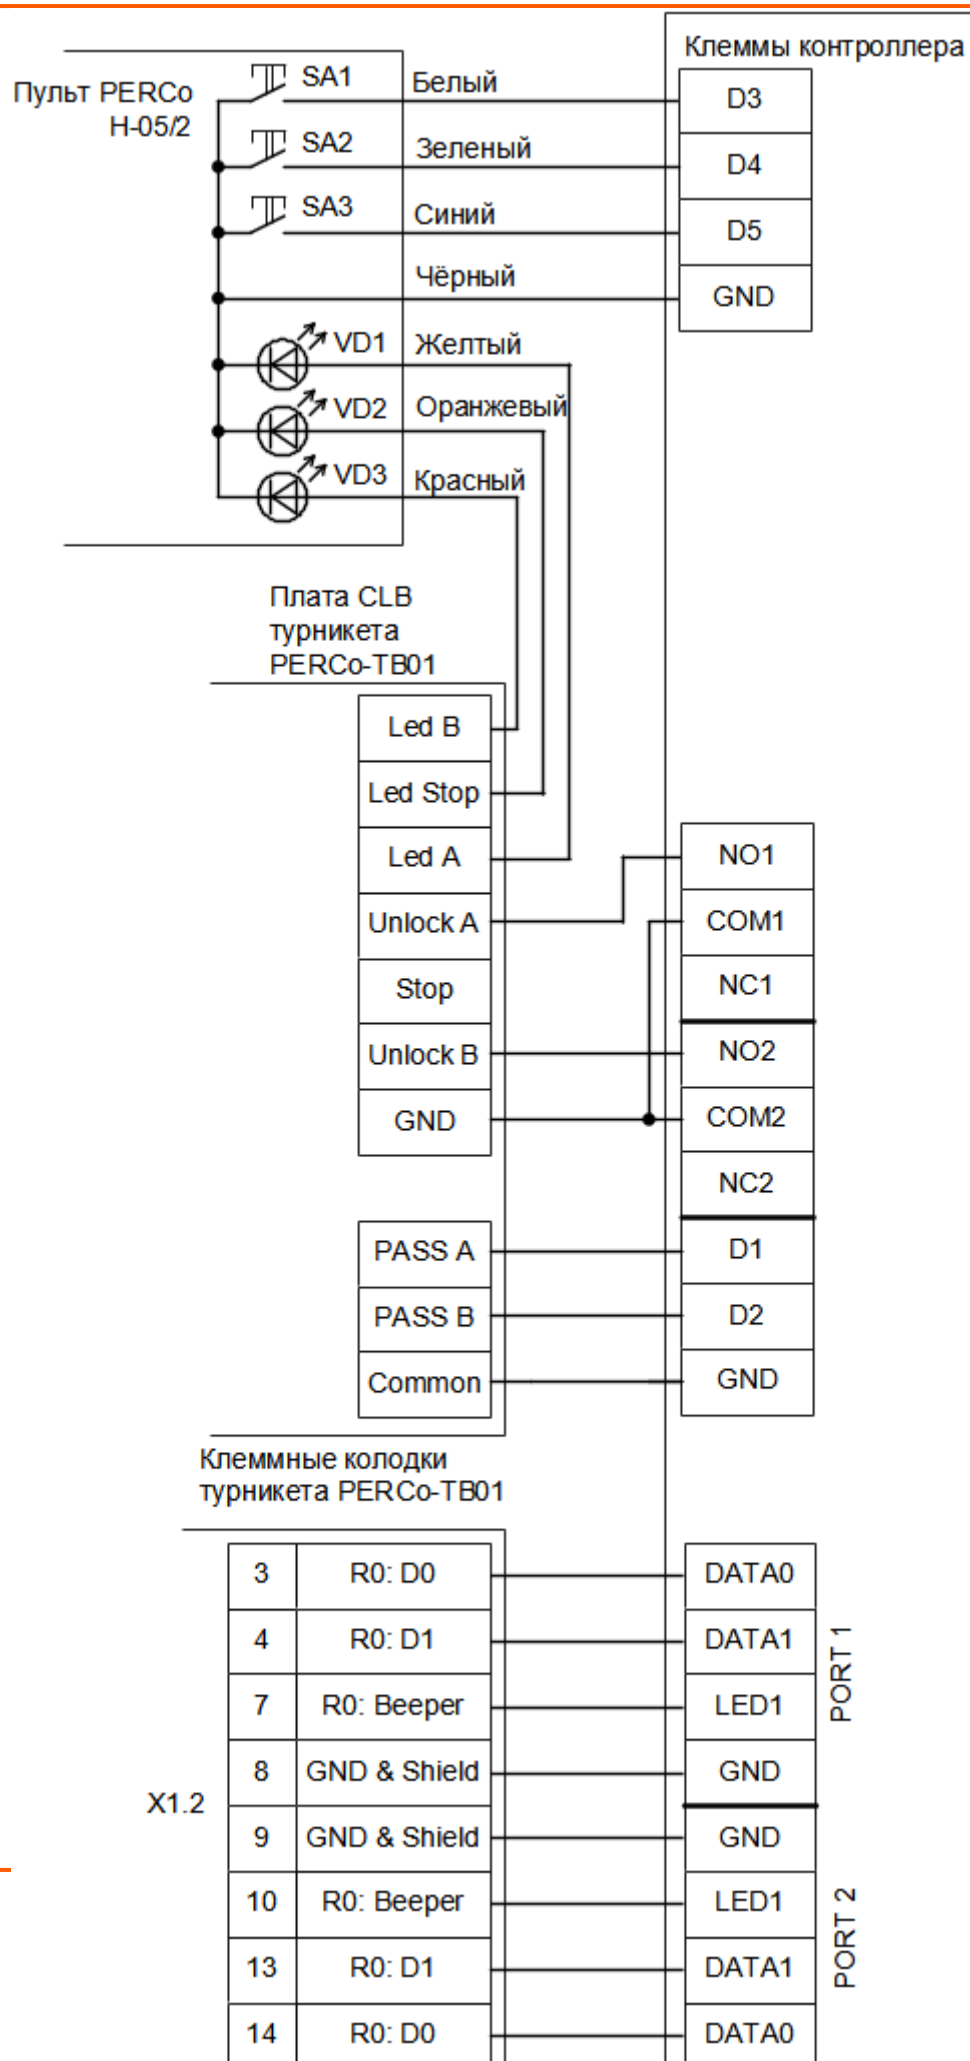 Клеммы контроллера
Пульт PERCo
H-05/2
SA1 Белый D3
SA2 Зеленый D4
SA3 Синий D5
Чёрный GND
VD1 Желтый
VD2 Оранжевый
VD3 Красный
Плата CLB
турникета
PERCo-TB01
Led B
Led Stop
Led A NO1
Unlock A COM1
Stop NC1
Unlock B NO2
GND COM2
NC2
PASS A D1
PASS B D2
Common GND
Клеммные колодки
турникета PERCo-TB01
3 R0: D0 DATA0
4 R0: D1 DATA1
7 R0: Beeper LED1
8 GND & Shield GND
PORT 1
X1.2
9 GND & Shield GND
10 R0: Beeper LED1
13 R0: D1 DATA1
14 R0: D0 DATA0
PORT 2